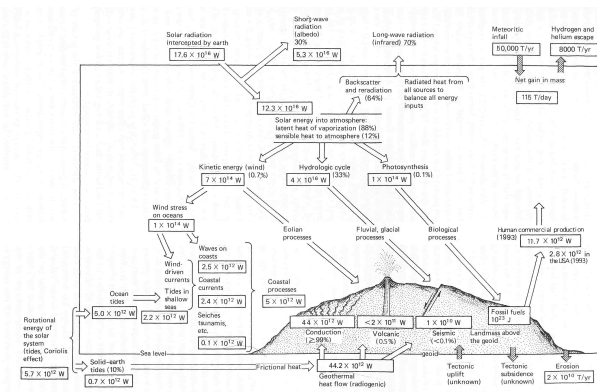 Solar radiation
intercepted by earth
17.6 × 10¹⁶ W
Short-wave
radiation
(albedo)
30%
5.3 × 10¹⁶ W
Long-wave radiation
(infrared) 70%
Meteoritic
infall
50,000 T/yr
Hydrogen and
helium escape
8000 T/yr
Net gain in mass
115 T/day
Backscatter
and reradiation
(64%)
Radiated heat from
all sources to
balance all energy
inputs
12.3 × 10¹⁶ W
Solar energy into atmosphere:
latent heat of vaporization (88%)
sensible heat to atmosphere (12%)
Kinetic energy (wind)
(0.7%)
7 × 10¹⁴ W
Hydrologic cycle
(33%)
4 × 10¹⁶ W
Photosynthesis
(0.1%)
1 × 10¹⁴ W
Wind stress
on oceans
1 × 10¹⁴ W
Eolian
processes
Fluvial, glacial
processes
Biological
processes
Human commercial production
(1993)
11.7 × 10¹² W
2.8 × 10¹² W in
the USA (1993)
Waves on
coasts
2.5 × 10¹² W
Wind-
driven
currents
Coastal
currents
2.4 × 10¹² W
Coastal
processes
5 × 10¹² W
Ocean
tides
5.0 × 10¹² W
Tides in
shallow
seas
2.2 × 10¹² W
Seiches
tsunamis,
etc.
0.1 × 10¹² W
Rotational
energy of
the solar
system
(tides, Coriolis
effect)
5.7 × 10¹² W
Solid-earth
tides (10%)
0.7 × 10¹² W
Sea level
Frictional heat
44 × 10¹² W
Conduction
(≥99%)
<2 × 10¹¹ W
Volcanic
(0.5%)
1 × 10¹⁰ W
Seismic
(<0.1%)
Fossil fuels
10²³ J
Landmass above
the geoid
geoid
44.2 × 10¹² W
Geothermal
heat flow (radiogenic)
Tectonic
uplift
(unknown)
Tectonic
subsidence
(unknown)
Erosion
2 × 10¹⁰ T/yr